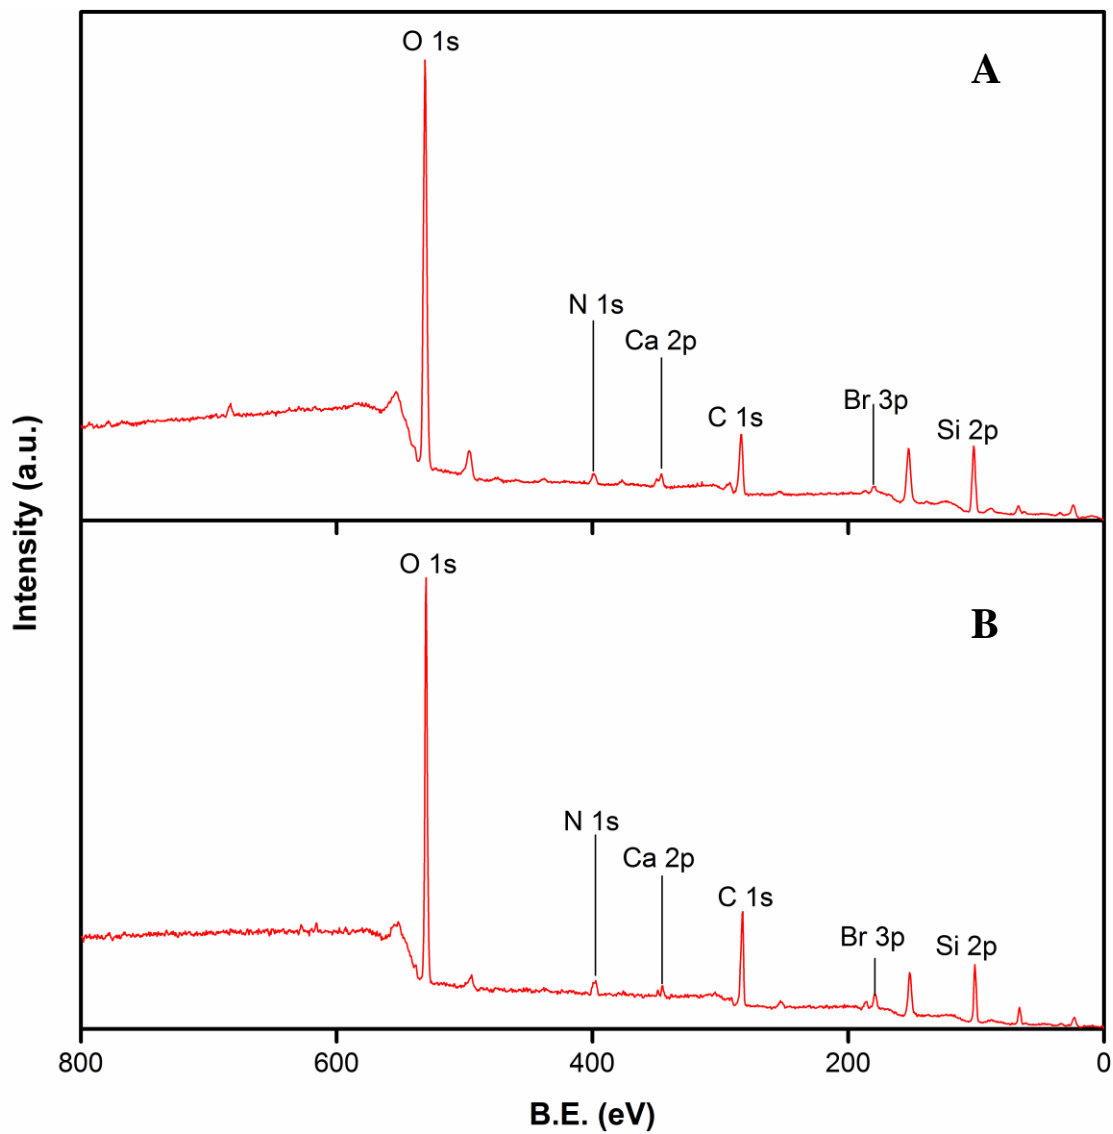 O 1s
A
N 1s
Ca 2p
C 1s
Br 3p
Si 2p
Intensity (a.u.)
O 1s
B
N 1s
Ca 2p
C 1s
Br 3p
Si 2p
800
600
400
200
0
B.E. (eV)